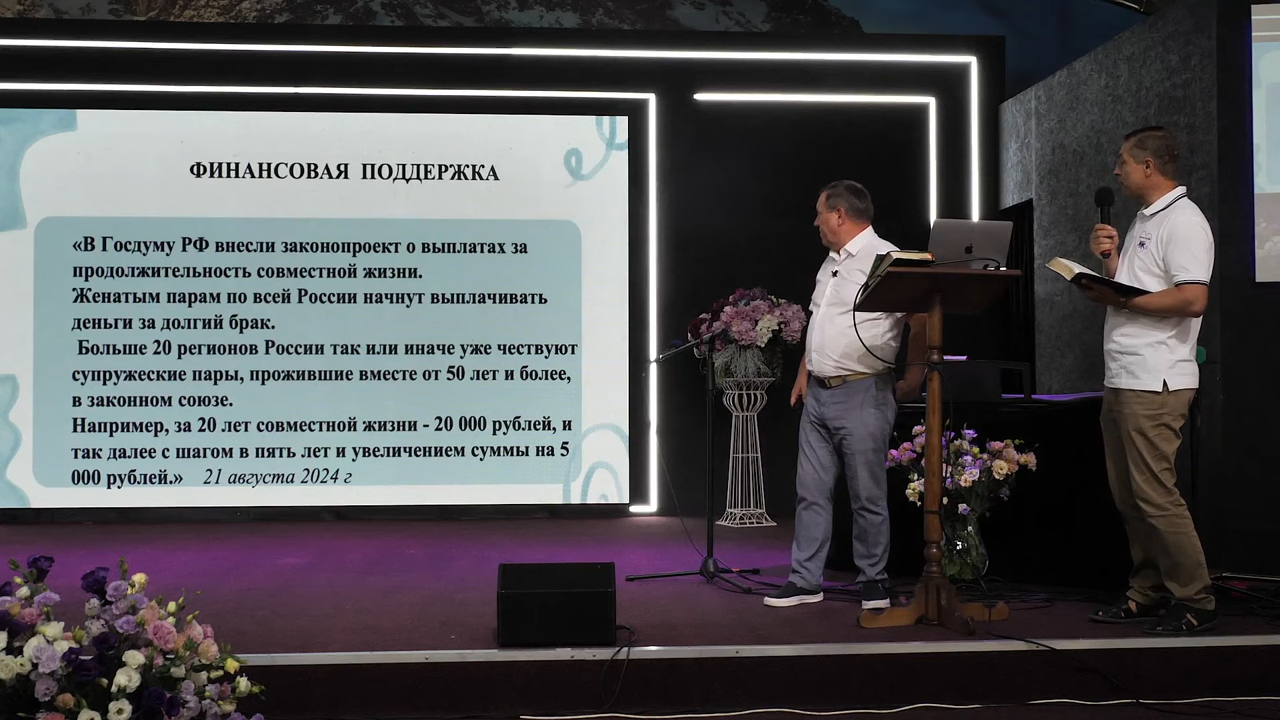 ФИНАНСОВАЯ ПОДДЕРЖКА
«В Госдуму РФ внесли законопроект о выплатах за
продолжительность совместной жизни.
Женатым парам по всей России начнут выплачивать
деньги за долгий брак.
Больше 20 регионов России так или иначе уже чествуют
супружеские пары, прожившие вместе от 50 лет и более,
в законном союзе.
Например, за 20 лет совместной жизни - 20 000 рублей, и
так далее с шагом в пять лет и увеличением суммы на 5
000 рублей.» 21 августа 2024 г